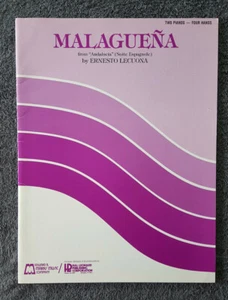 TWO PIANOS — FOUR HANDS
MALAGUEÑA
from "Andalucia" (Suite Espagnole)
by ERNESTO LECUONA